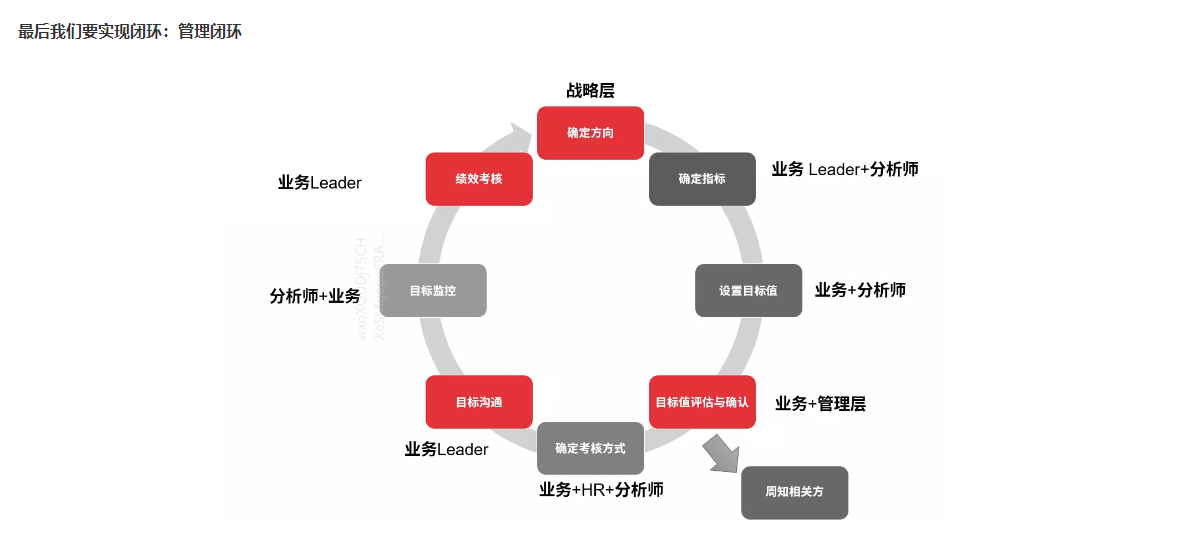 最后我们要实现闭环：管理闭环
战略层
确定方向
业务Leader
绩效考核
确定指标
业务 Leader+分析师
分析师+业务
目标监控
设置目标值
业务+分析师
目标沟通
目标值评估与确认
业务+管理层
业务Leader
确定考核方式
业务+HR+分析师
周知相关方